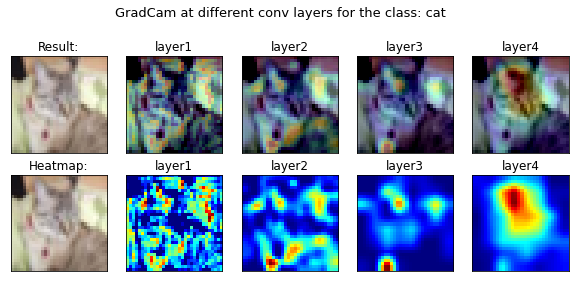 GradCam at different conv layers for the class: cat
Result:
layer1
layer2
layer3
layer4
Heatmap:
layer1
layer2
layer3
layer4